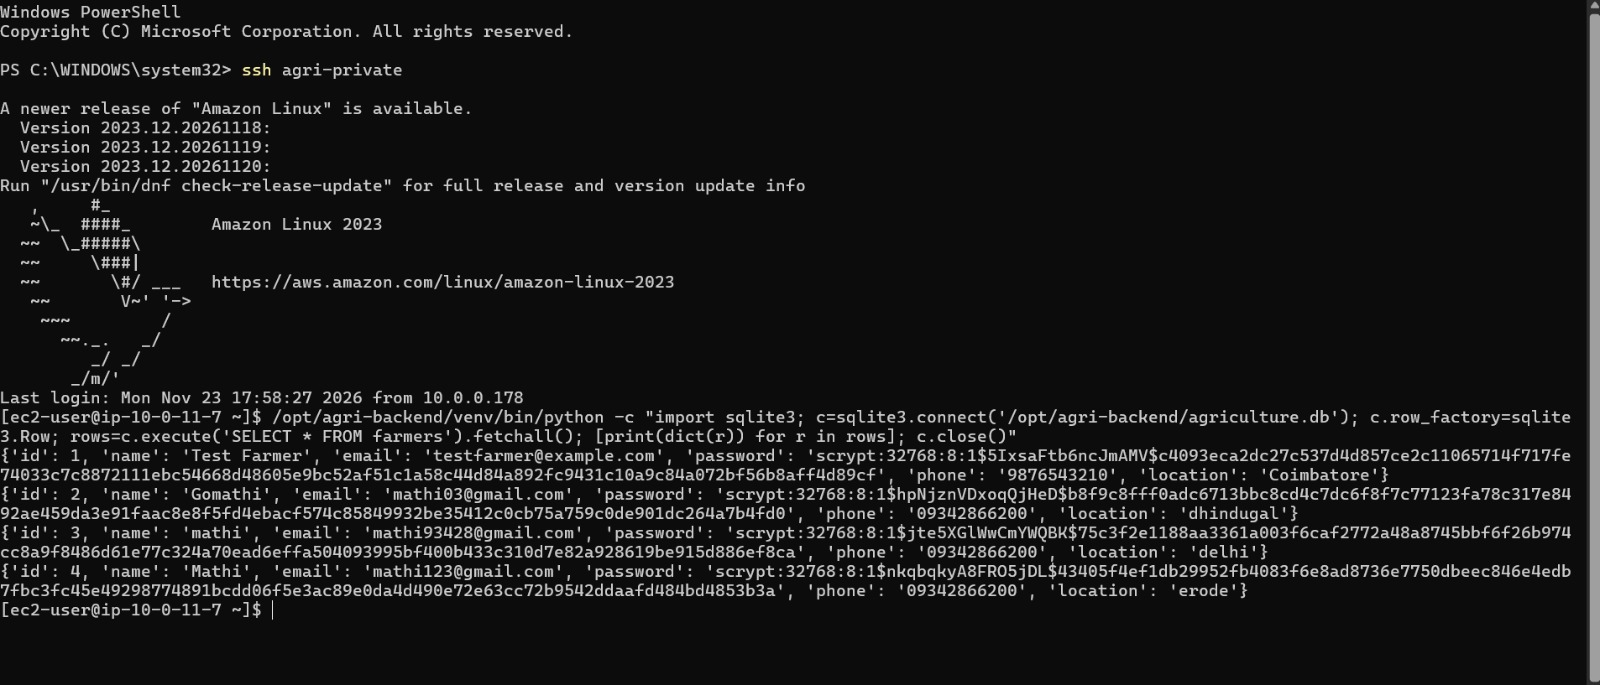 Windows PowerShell
Copyright (C) Microsoft Corporation. All rights reserved.
PS C:\WINDOWS\system32> ssh agri-private
A newer release of "Amazon Linux" is available.
  Version 2023.12.20261118:
  Version 2023.12.20261119:
  Version 2023.12.20261120:
Run "/usr/bin/dnf check-release-update" for full release and version update info
   ,     #_
   ~\_  ####_        Amazon Linux 2023
  ~~  \_#####\
  ~~     \###|
  ~~       \#/ ___   https://aws.amazon.com/linux/amazon-linux-2023
   ~~       V~' '->
    ~~~         /
      ~~._.   _/
         _/ _/
       _/m/'
Last login: Mon Nov 23 17:58:27 2026 from 10.0.0.178
[ec2-user@ip-10-0-11-7 ~]$ /opt/agri-backend/venv/bin/python -c "import sqlite3; c=sqlite3.connect('/opt/agri-backend/agriculture.db'); c.row_factory=sqlite
3.Row; rows=c.execute('SELECT * FROM farmers').fetchall(); [print(dict(r)) for r in rows]; c.close()"
{'id': 1, 'name': 'Test Farmer', 'email': 'testfarmer@example.com', 'password': 'scrypt:32768:8:1$5IxsaFtb6ncJmAMV$c4093eca2dc27c537d4d857ce2c11065714f717fe
74033c7c8872111ebc54668d48605e9bc52af51c1a58c44d84a892fc9431c10a9c84a072bf56b8aff4d89cf', 'phone': '9876543210', 'location': 'Coimbatore'}
{'id': 2, 'name': 'Gomathi', 'email': 'mathi03@gmail.com', 'password': 'scrypt:32768:8:1$hpNjznVDxoqQjHeD$b8f9c8fff0adc6713bbc8cd4c7dc6f8f7c77123fa78c317e84
92ae459da3e91faac8e8f5fd4ebacf574c85849932be35412c0cb75a759c0de901dc264a7b4fd0', 'phone': '09342866200', 'location': 'dhindugal'}
{'id': 3, 'name': 'mathi', 'email': 'mathi93428@gmail.com', 'password': 'scrypt:32768:8:1$jte5XGlWwCmYWQBK$75c3f2e1188aa3361a003f6caf2772a48a8745bbf6f26b974
cc8a9f8486d61e77c324a70ead6effa504093995bf400b433c310d7e82a928619be915d886ef8ca', 'phone': '09342866200', 'location': 'delhi'}
{'id': 4, 'name': 'Mathi', 'email': 'mathi123@gmail.com', 'password': 'scrypt:32768:8:1$nkqbqkyA8FRO5jDL$43405f4ef1db29952fb4083f6e8ad8736e7750dbeec846e4edb
7fbc3fc45e49298774891bcdd06f5e3ac89e0da4d490e72e63cc72b9542ddaafd484bd4853b3a', 'phone': '09342866200', 'location': 'erode'}
[ec2-user@ip-10-0-11-7 ~]$